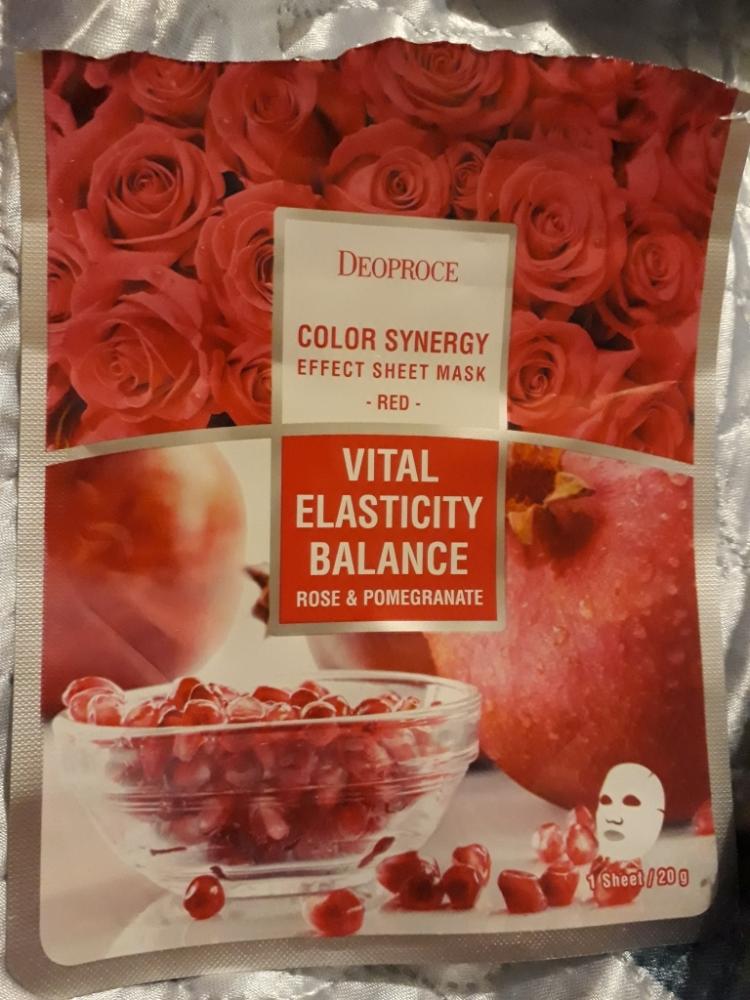 DEOPROCE
COLOR SYNERGY
EFFECT SHEET MASK
- RED -
VITAL
ELASTICITY
BALANCE
ROSE & POMEGRANATE
1 Sheet / 20 g